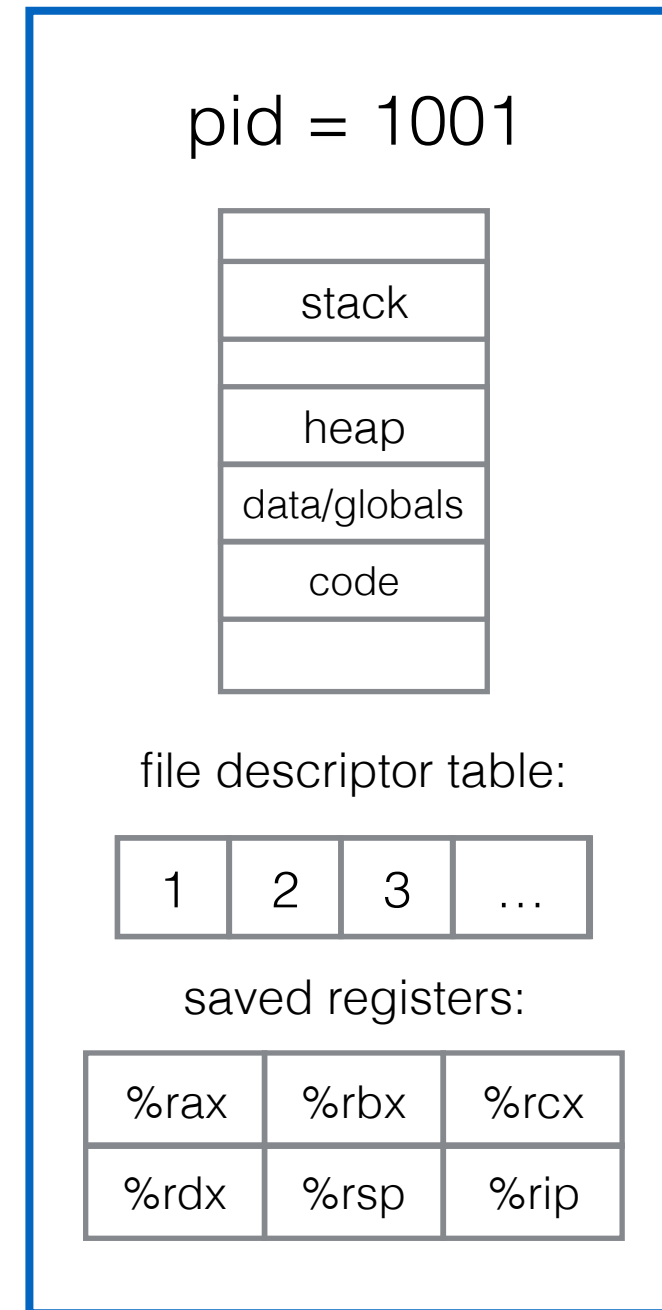 pid = 1001
stack
heap
data/globals
code
file descriptor table:
1 2 3 ...
saved registers:
%rax %rbx %rcx
%rdx %rsp %rip